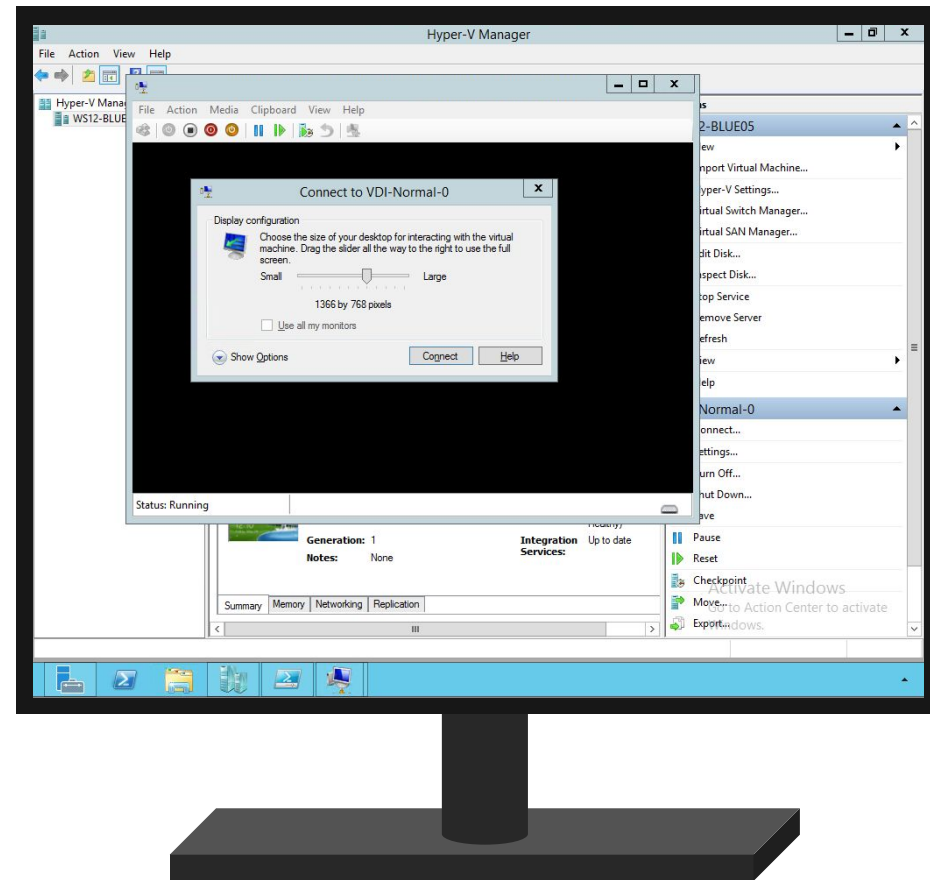 Hyper-V Manager
File Action View Help
Hyper-V Mana
WS12-BLUE
File Action Media Clipboard View Help
Connect to VDI-Normal-0
Display configuration
Choose the size of your desktop for interacting with the virtual
machine. Drag the slider all the way to the right to use the full
screen.
Small Large
1366 by 768 pixels
Use all my monitors
Show Options Connect Help
Status: Running
Generation: 1
Notes: None
Integration Up to date
Services:
Summary Memory Networking Replication
2-BLUE05
ew
mport Virtual Machine...
yper-V Settings...
irtual Switch Manager...
irtual SAN Manager...
dit Disk...
spect Disk...
top Service
emove Server
efresh
iew
elp
Normal-0
onnect...
ettings...
urn Off...
hut Down...
ave
Pause
Reset
Checkpoint
Move...
Export...
Activate Windows
Go to Action Center to activate
Windows.